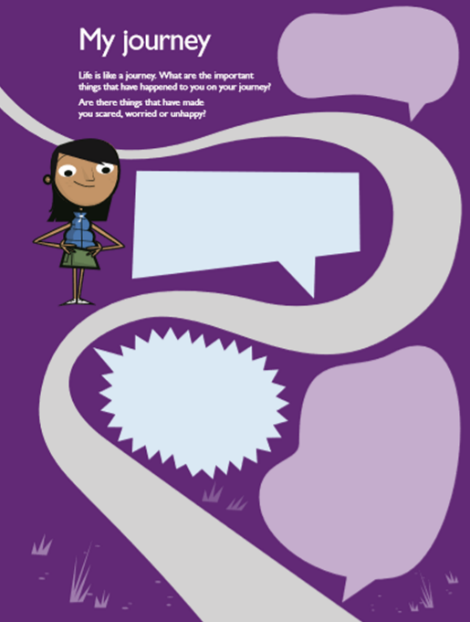 My journey
Life is like a journey. What are the important
things that have happened to you on your journey?
Are there things that have made
you scared, worried or unhappy?